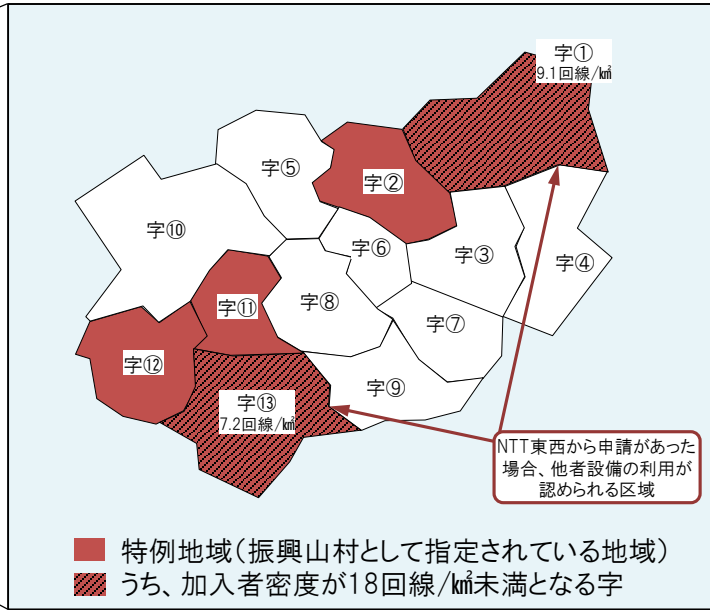 字①
9.1回線/㎢
字⑤
字②
字⑩
字⑥
字③
字④
字⑪
字⑧
字⑦
字⑫
字⑨
字⑬
7.2回線/㎢
NTT東西から申請があった
場合、他者設備の利用が
認められる区域
特例地域(振興山村として指定されている地域)
うち、加入者密度が18回線/㎢未満となる字